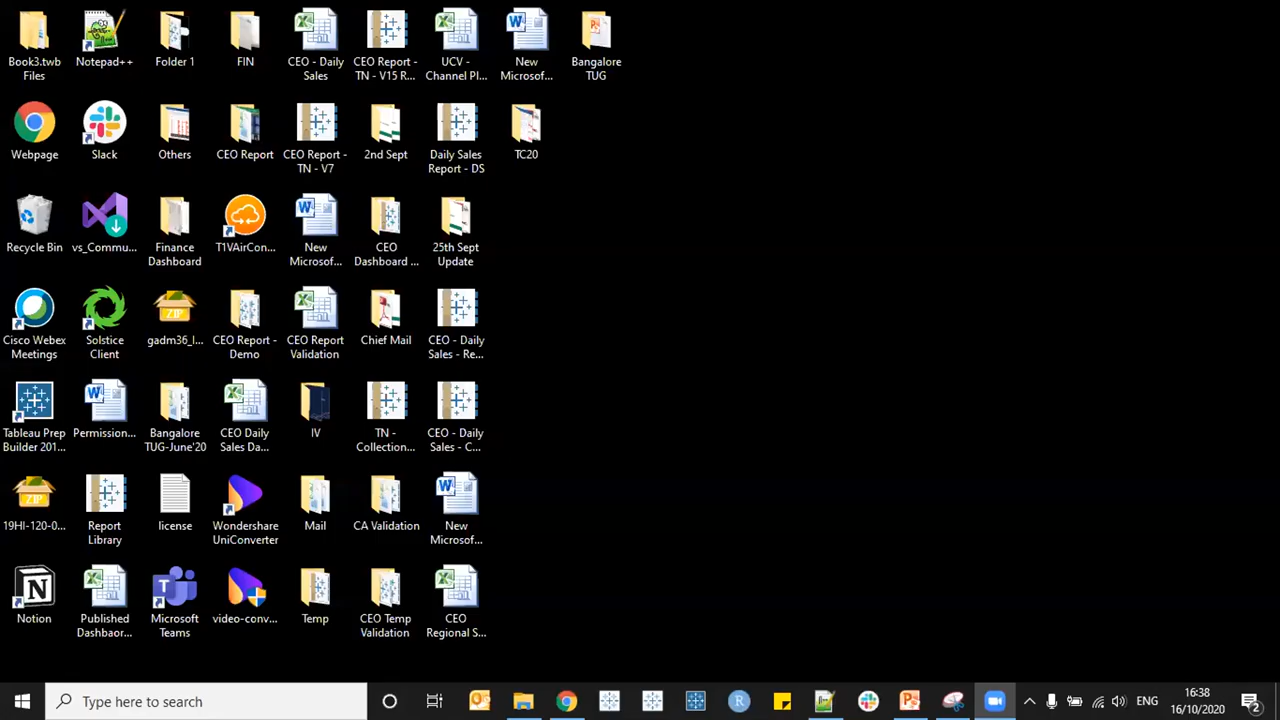 Book3.twb
Files
Notepad++
Folder 1
FIN
CEO - Daily
Sales
CEO Report -
TN - V15 R...
UCV -
Channel Pl...
New
Microsof...
Bangalore
TUG
Webpage
Slack
Others
CEO Report
CEO Report -
TN - V7
2nd Sept
Daily Sales
Report - DS
TC20
Recycle Bin
vs_Commu...
Finance
Dashboard
T1VAirCon...
New
Microsof...
CEO
Dashboard ...
25th Sept
Update
Cisco Webex
Meetings
Solstice
Client
ZIP
gadm36_I...
CEO Report -
Demo
CEO Report
Validation
Chief Mail
CEO - Daily
Sales - Re...
Tableau Prep
Builder 201...
Permission...
Bangalore
TUG-June'20
CEO Daily
Sales Da...
IV
TN -
Collection...
CEO - Daily
Sales - C...
ZIP
19HI-120-0...
Report
Library
license
Wondershare
UniConverter
Mail
CA Validation
New
Microsof...
Notion
Published
Dashbaor...
Microsoft
Teams
video-conv...
Temp
CEO Temp
Validation
CEO
Regional S...
Type here to search
ENG
6:38
16/10/2020
2